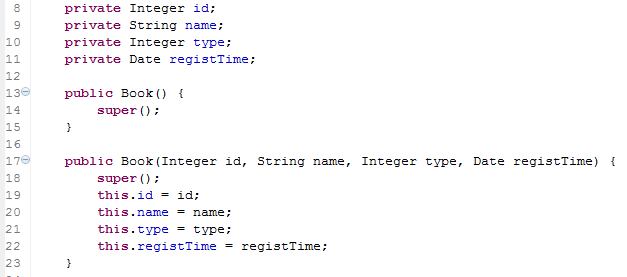 8 private Integer id;
9 private String name;
10 private Integer type;
11 private Date registTime;
12
13 public Book() {
14 super();
15 }
16
17 public Book(Integer id, String name, Integer type, Date registTime) {
18 super();
19 this.id = id;
20 this.name = name;
21 this.type = type;
22 this.registTime = registTime;
23 }